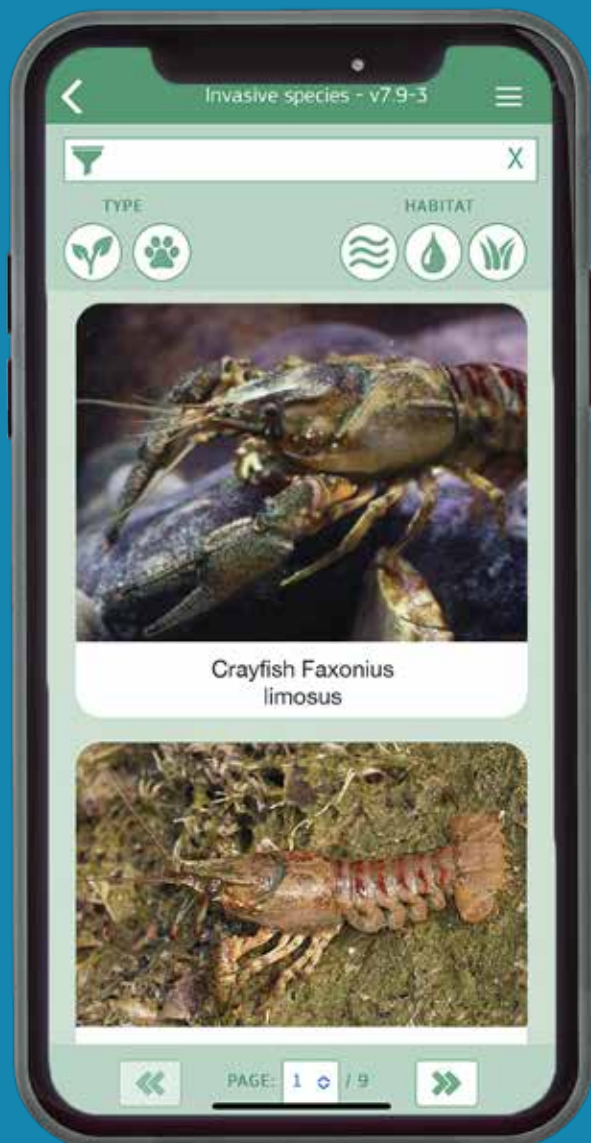 Invasive species - v7.9-3
X
TYPE
HABITAT
Crayfish Faxonius
limosus
PAGE: 1 / 9